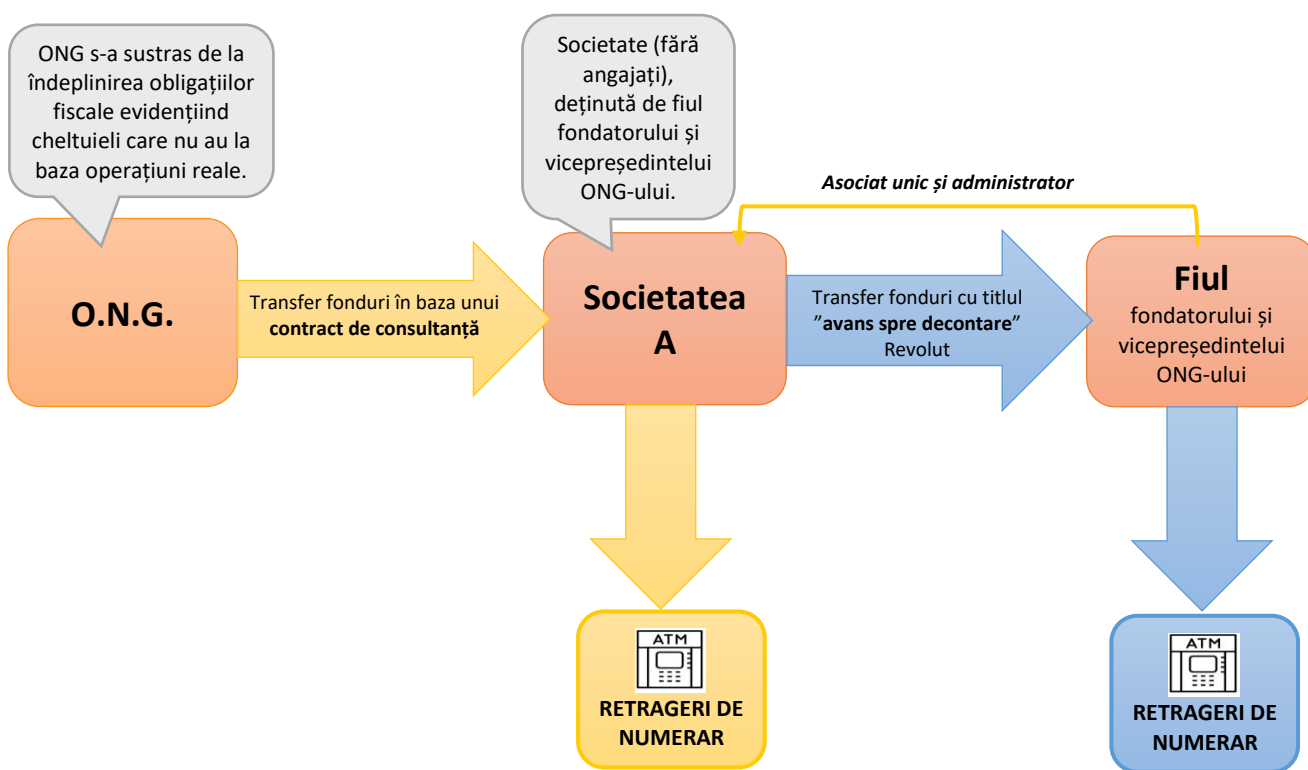 ONG s-a sustras de la
îndeplinirea obligațiilor
fiscale evidențiind
cheltuieli care nu au la
baza operațiuni reale.
Societate (fără
angajați),
deținută de fiul
fondatorului și
vicepreședintelui
ONG-ului.
Asociat unic și administrator
O.N.G.
Transfer fonduri în baza unui
contract de consultanță
Societatea
A
Transfer fonduri cu titlul
”avans spre decontare”
Revolut
Fiul
fondatorului și
vicepreședintelui
ONG-ului
ATM
RETRAGERI DE
NUMERAR
ATM
RETRAGERI DE
NUMERAR